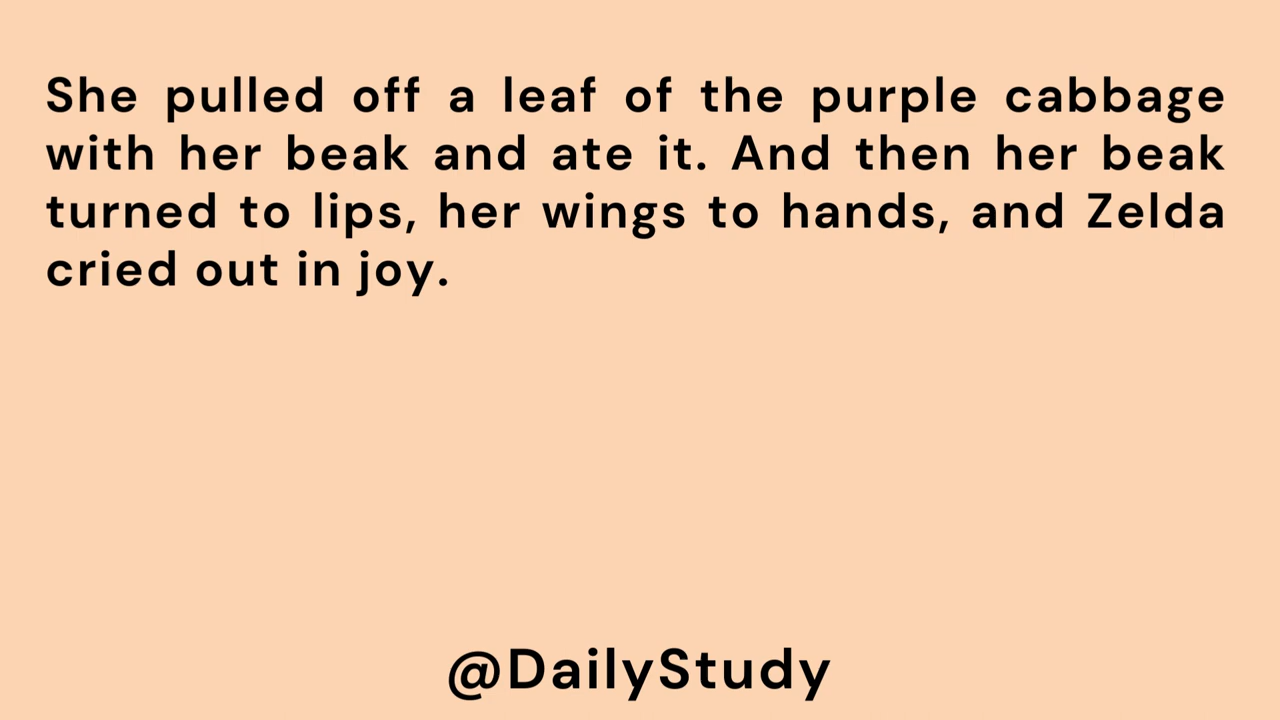 She pulled off a leaf of the purple cabbage
with her beak and ate it. And then her beak
turned to lips, her wings to hands, and Zelda
cried out in joy.
@DailyStudy